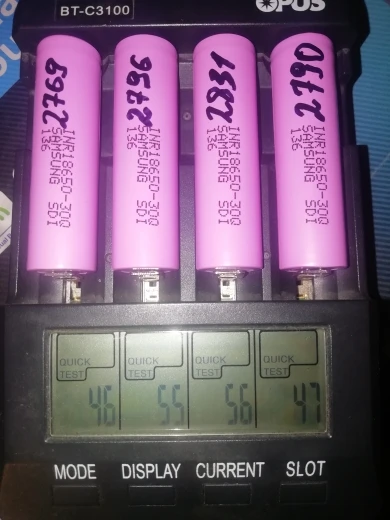 BT-C3100
OPUS
2769
INR18650-30Q
SAMSUNG SDI
136
2796
INR18650-30Q
SAMSUNG SDI
136
2831
INR18650-30Q
SAMSUNG SDI
136
2790
INR18650-30Q
SAMSUNG SDI
136
QUICK TEST
46
QUICK TEST
55
QUICK TEST
56
QUICK TEST
47
MODE DISPLAY CURRENT SLOT